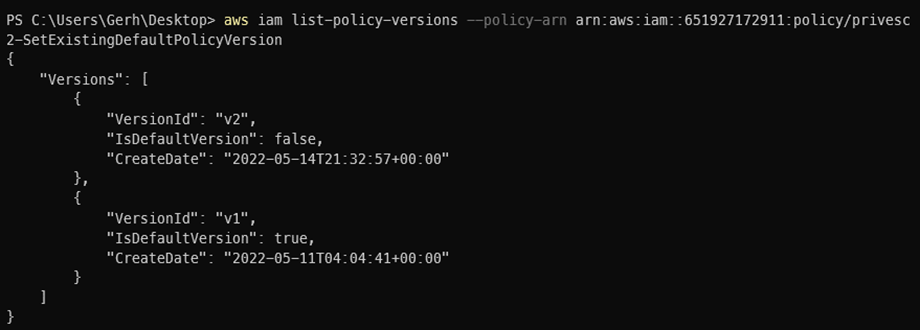 PS C:\Users\Gerh\Desktop> aws iam list-policy-versions --policy-arn arn:aws:iam::651927172911:policy/privesc
2-SetExistingDefaultPolicyVersion
{
    "Versions": [
        {
            "VersionId": "v2",
            "IsDefaultVersion": false,
            "CreateDate": "2022-05-14T21:32:57+00:00"
        },
        {
            "VersionId": "v1",
            "IsDefaultVersion": true,
            "CreateDate": "2022-05-11T04:04:41+00:00"
        }
    ]
}